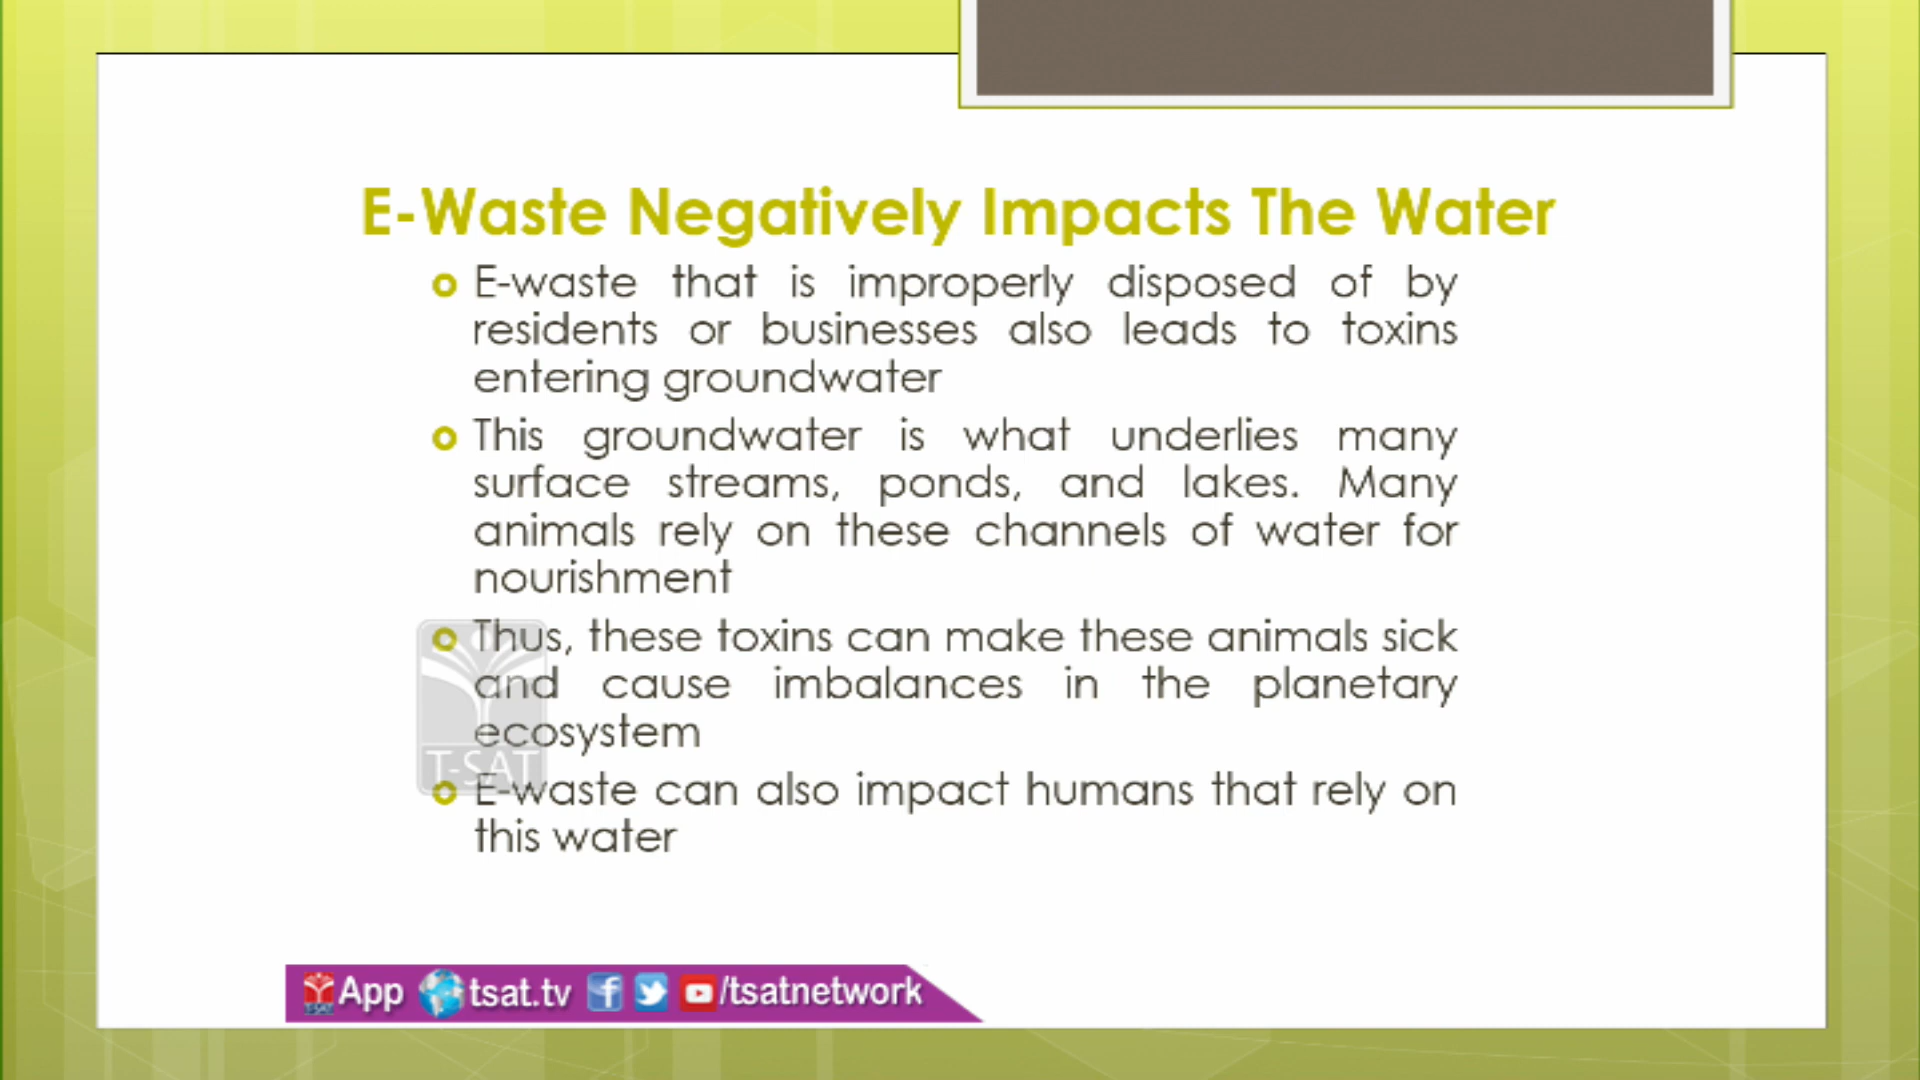 E-Waste Negatively Impacts The Water
E-waste that is improperly disposed of by
residents or businesses also leads to toxins
entering groundwater
This groundwater is what underlies many
surface streams, ponds, and lakes. Many
animals rely on these channels of water for
nourishment
Thus, these toxins can make these animals sick
and cause imbalances in the planetary
ecosystem
T-SAT
E-waste can also impact humans that rely on
this water
T-SAT App tsat.tv /tsatnetwork